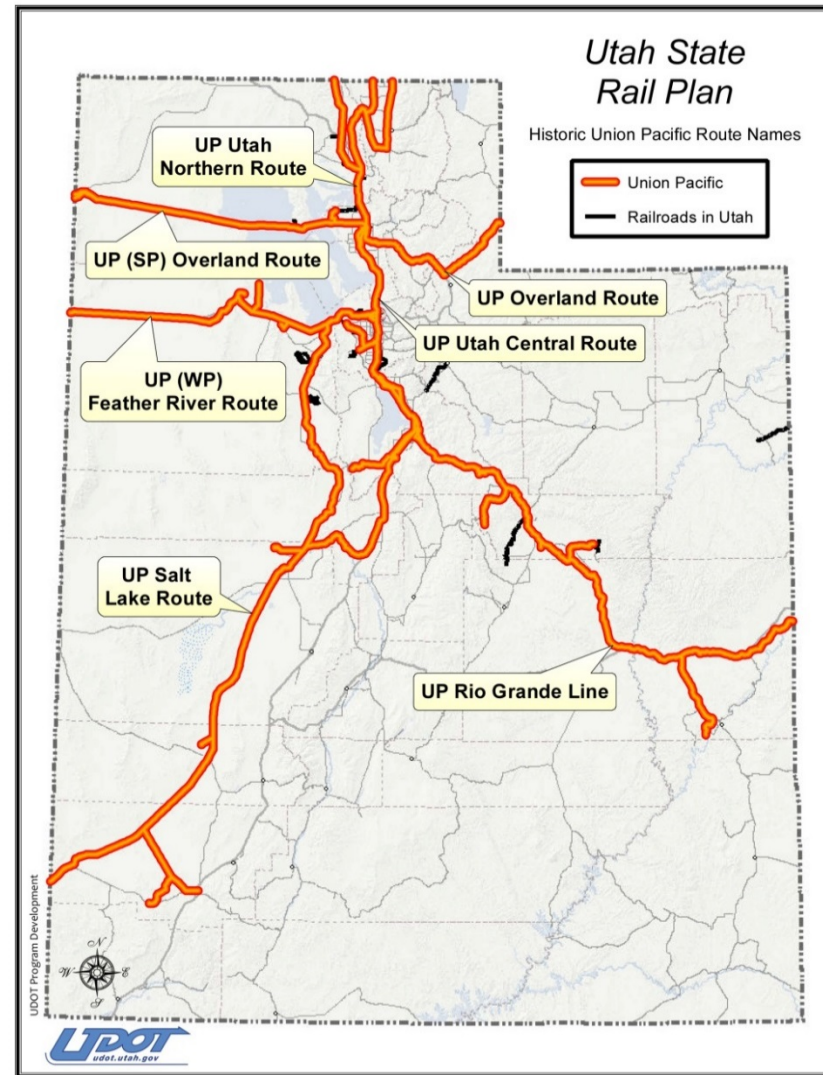 Utah State
Rail Plan
Historic Union Pacific Route Names
Union Pacific
Railroads in Utah
UP Utah
Northern Route
UP (SP) Overland Route
UP Overland Route
UP Utah Central Route
UP (WP)
Feather River Route
UP Salt
Lake Route
UP Rio Grande Line
UDOT Program Development
N
W E
S
UDOT
udot.utah.gov